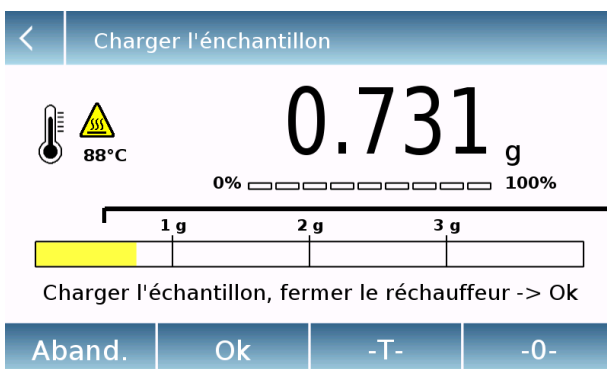 Charger l'énchantillon
0.731 g
88°C
0% 100%
1 g 2 g 3 g
Charger l'échantillon, fermer le réchauffeur -> Ok
Aband. Ok -T- -0-